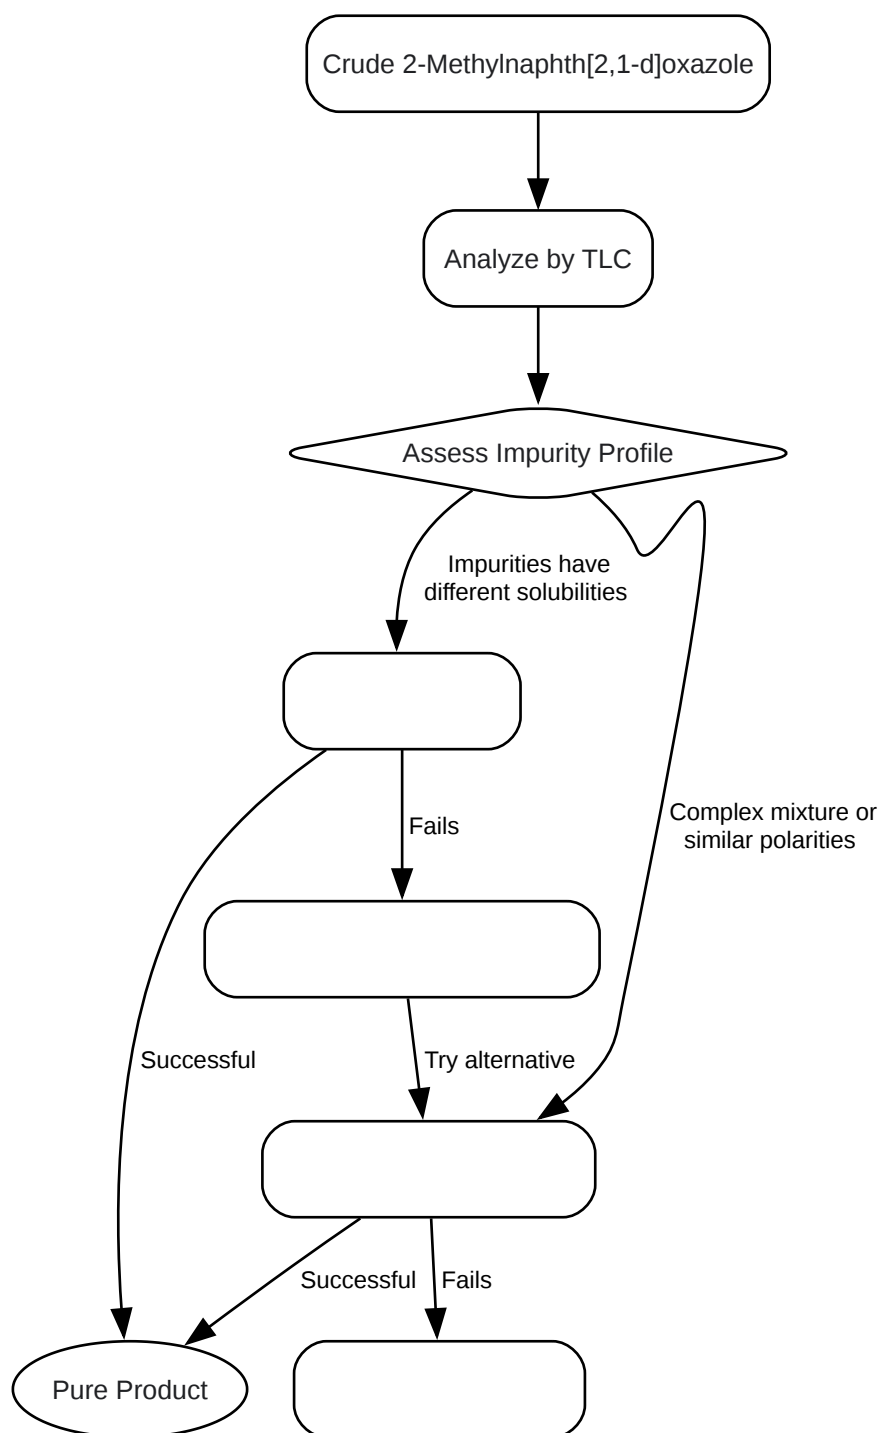 Crude 2-Methylnaphth[2,1-d]oxazole
Analyze by TLC
Assess Impurity Profile
Impurities have
different solubilities
Complex mixture or
similar polarities
Fails
Successful
Try alternative
Successful
Fails
Pure Product